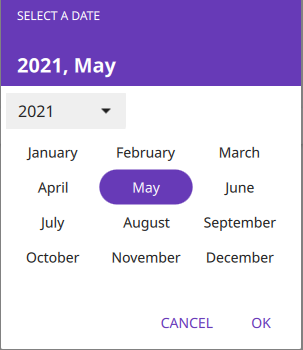 SELECT A DATE
2021, May
2021
January February March
April May June
July August September
October November December
CANCEL OK